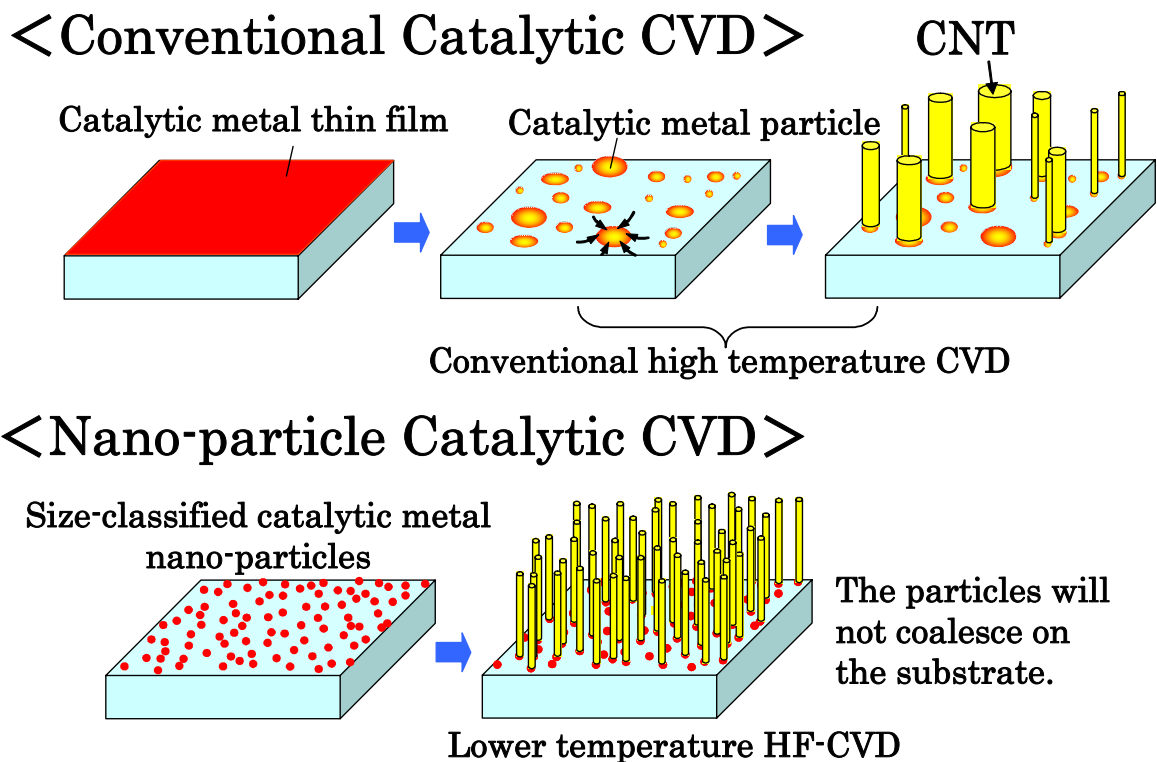 ＜Conventional Catalytic CVD＞
CNT
Catalytic metal thin film
Catalytic metal particle
Conventional high temperature CVD
＜Nano-particle Catalytic CVD＞
Size-classified catalytic metal
nano-particles
The particles will
not coalesce on
the substrate.
Lower temperature HF-CVD